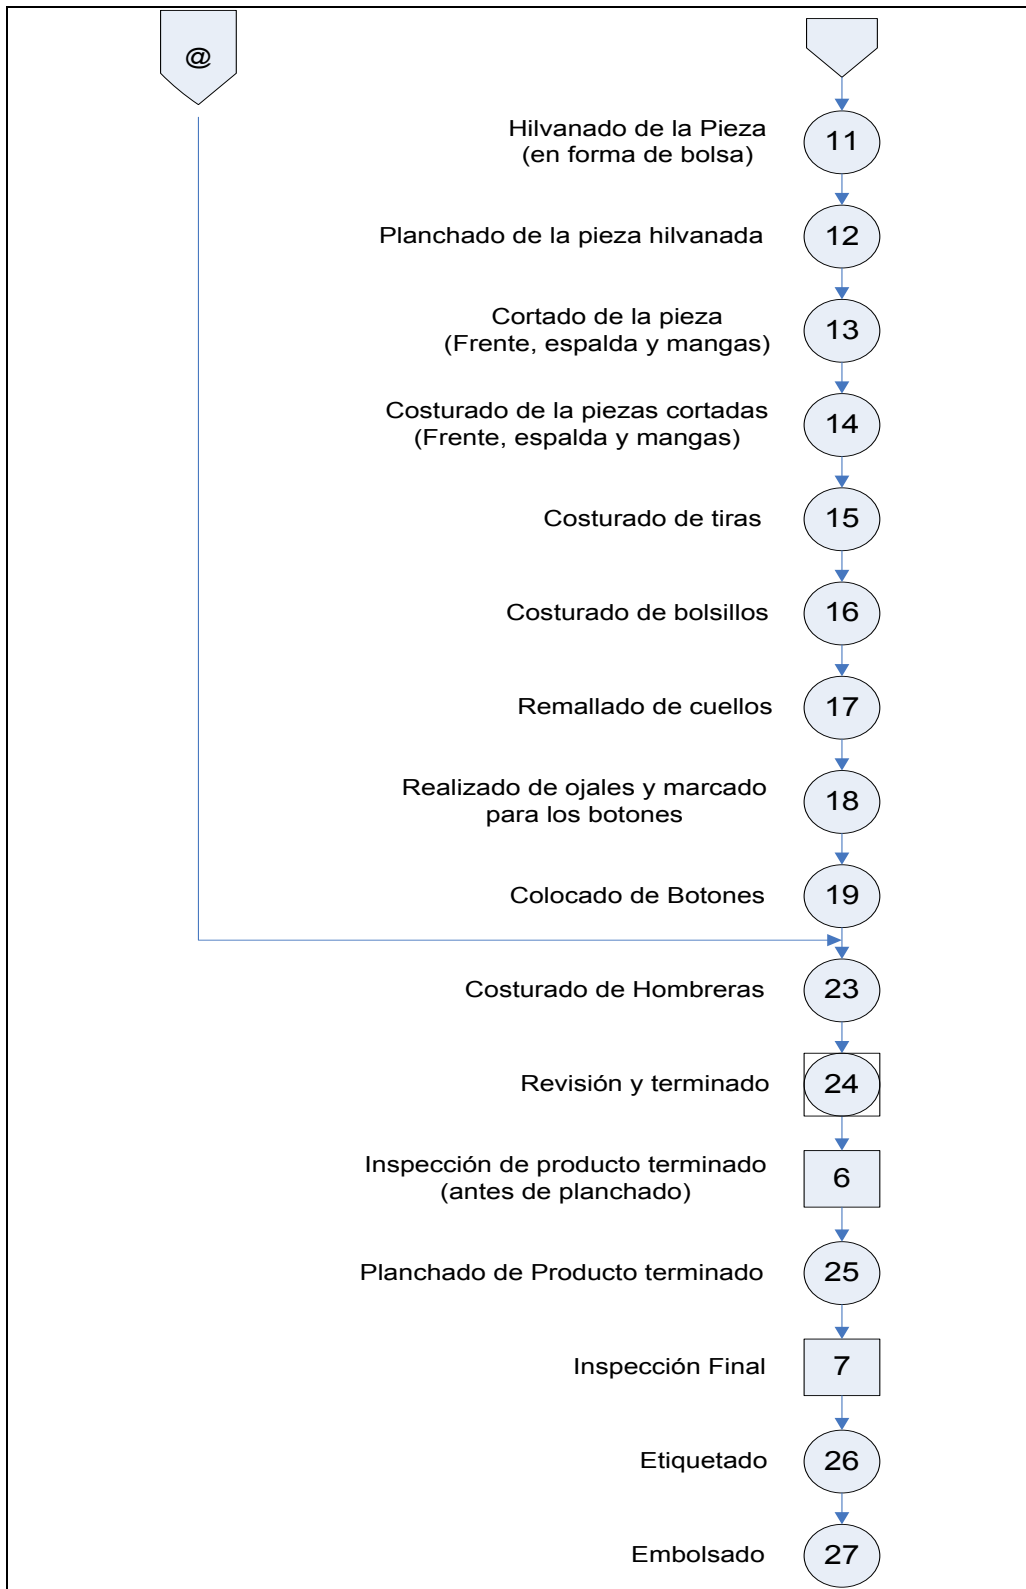 @
Hilvanado de la Pieza
(en forma de bolsa)
11
Planchado de la pieza hilvanada
12
Cortado de la pieza
(Frente, espalda y mangas)
13
Costurado de la piezas cortadas
(Frente, espalda y mangas)
14
Costurado de tiras
15
Costurado de bolsillos
16
Remallado de cuellos
17
Realizado de ojales y marcado
para los botones
18
Colocado de Botones
19
Costurado de Hombreras
23
Revisión y terminado
24
Inspección de producto terminado
(antes de planchado)
6
Planchado de Producto terminado
25
Inspección Final
7
Etiquetado
26
Embolsado
27